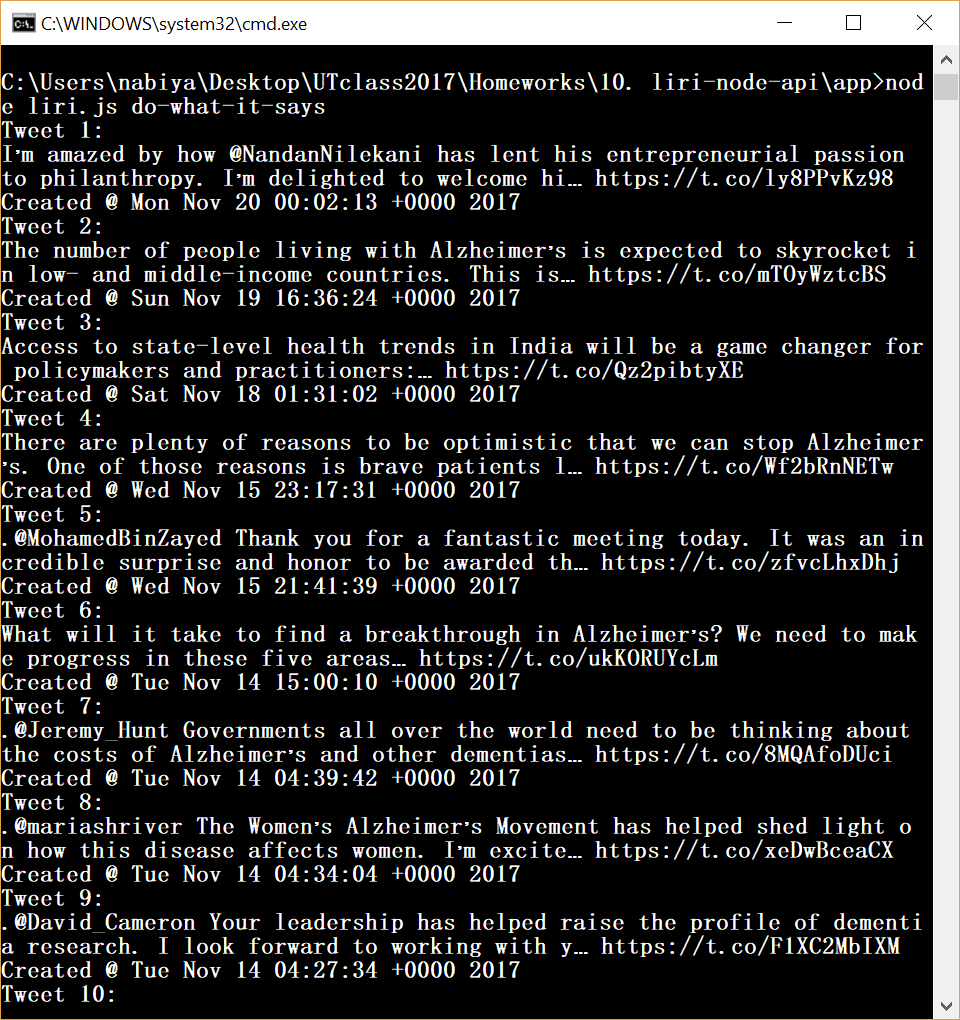 C:\WINDOWS\system32\cmd.exe
C:\Users\nabiya\Desktop\UTclass2017\Homeworks\10. liri-node-api\app>nod
e liri.js do-what-it-says
Tweet 1:
I’m amazed by how @NandanNilekani has lent his entrepreneurial passion
to philanthropy. I’m delighted to welcome hi… https://t.co/ly8PPvKz98
Created @ Mon Nov 20 00:02:13 +0000 2017
Tweet 2:
The number of people living with Alzheimer’s is expected to skyrocket i
n low- and middle-income countries. This is… https://t.co/mTOyWztcBS
Created @ Sun Nov 19 16:36:24 +0000 2017
Tweet 3:
Access to state-level health trends in India will be a game changer for
 policymakers and practitioners:… https://t.co/Qz2pibtyXE
Created @ Sat Nov 18 01:31:02 +0000 2017
Tweet 4:
There are plenty of reasons to be optimistic that we can stop Alzheimer
’s. One of those reasons is brave patients l… https://t.co/Wf2bRnNETw
Created @ Wed Nov 15 23:17:31 +0000 2017
Tweet 5:
.@MohamedBinZayed Thank you for a fantastic meeting today. It was an in
credible surprise and honor to be awarded th… https://t.co/zfvcLhxDhj
Created @ Wed Nov 15 21:41:39 +0000 2017
Tweet 6:
What will it take to find a breakthrough in Alzheimer’s? We need to mak
e progress in these five areas… https://t.co/ukKORUYcLm
Created @ Tue Nov 14 15:00:10 +0000 2017
Tweet 7:
.@Jeremy_Hunt Governments all over the world need to be thinking about
the costs of Alzheimer’s and other dementias… https://t.co/8MQAfoDUci
Created @ Tue Nov 14 04:39:42 +0000 2017
Tweet 8:
.@mariashriver The Women’s Alzheimer’s Movement has helped shed light o
n how this disease affects women. I’m excite… https://t.co/xcDwBceaCX
Created @ Tue Nov 14 04:34:04 +0000 2017
Tweet 9:
.@David_Cameron Your leadership has helped raise the profile of dementi
a research. I look forward to working with y… https://t.co/F1XC2MbIXM
Created @ Tue Nov 14 04:27:34 +0000 2017
Tweet 10: